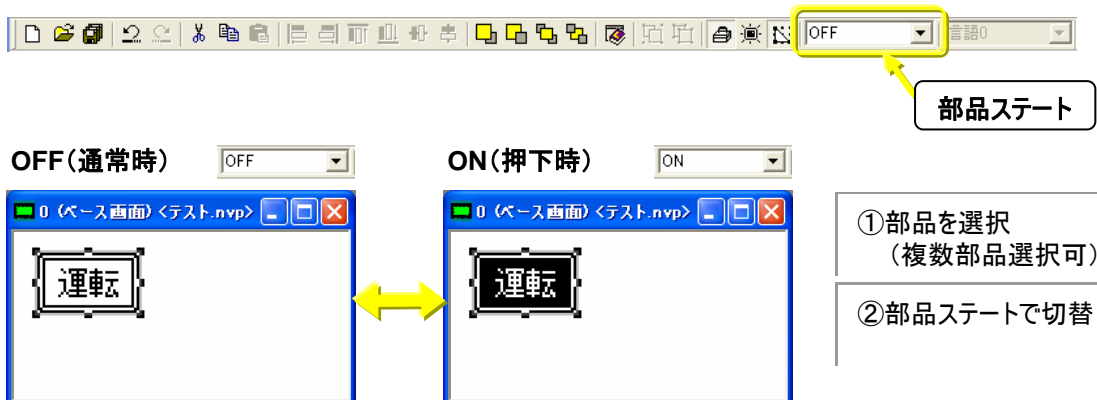 OFF
言語0
部品ステート
OFF(通常時)
OFF
ON(押下時)
ON
0 (ベース画面) <テスト.nvp>
0 (ベース画面) <テスト.nvp>
運転
運転
①部品を選択
(複数部品選択可)
②部品ステートで切替